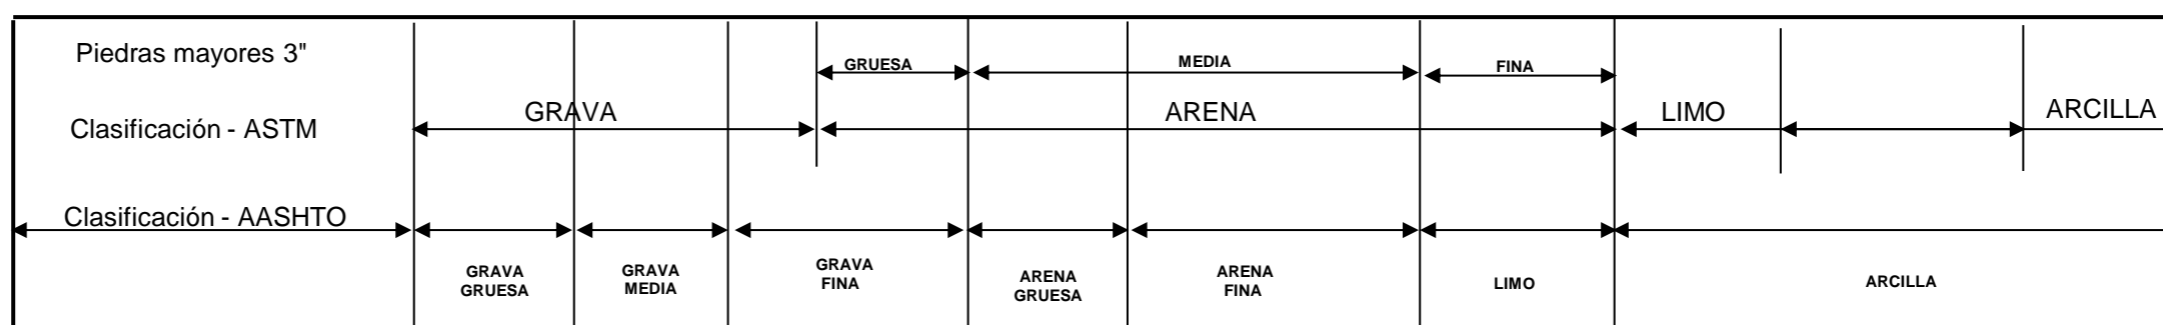 Piedras mayores 3"
GRUESA
MEDIA
FINA
Clasificación - ASTM
GRAVA
ARENA
LIMO
ARCILLA
Clasificación - AASHTO
GRAVA
GRUESA
GRAVA
MEDIA
GRAVA
FINA
ARENA
GRUESA
ARENA
FINA
LIMO
ARCILLA